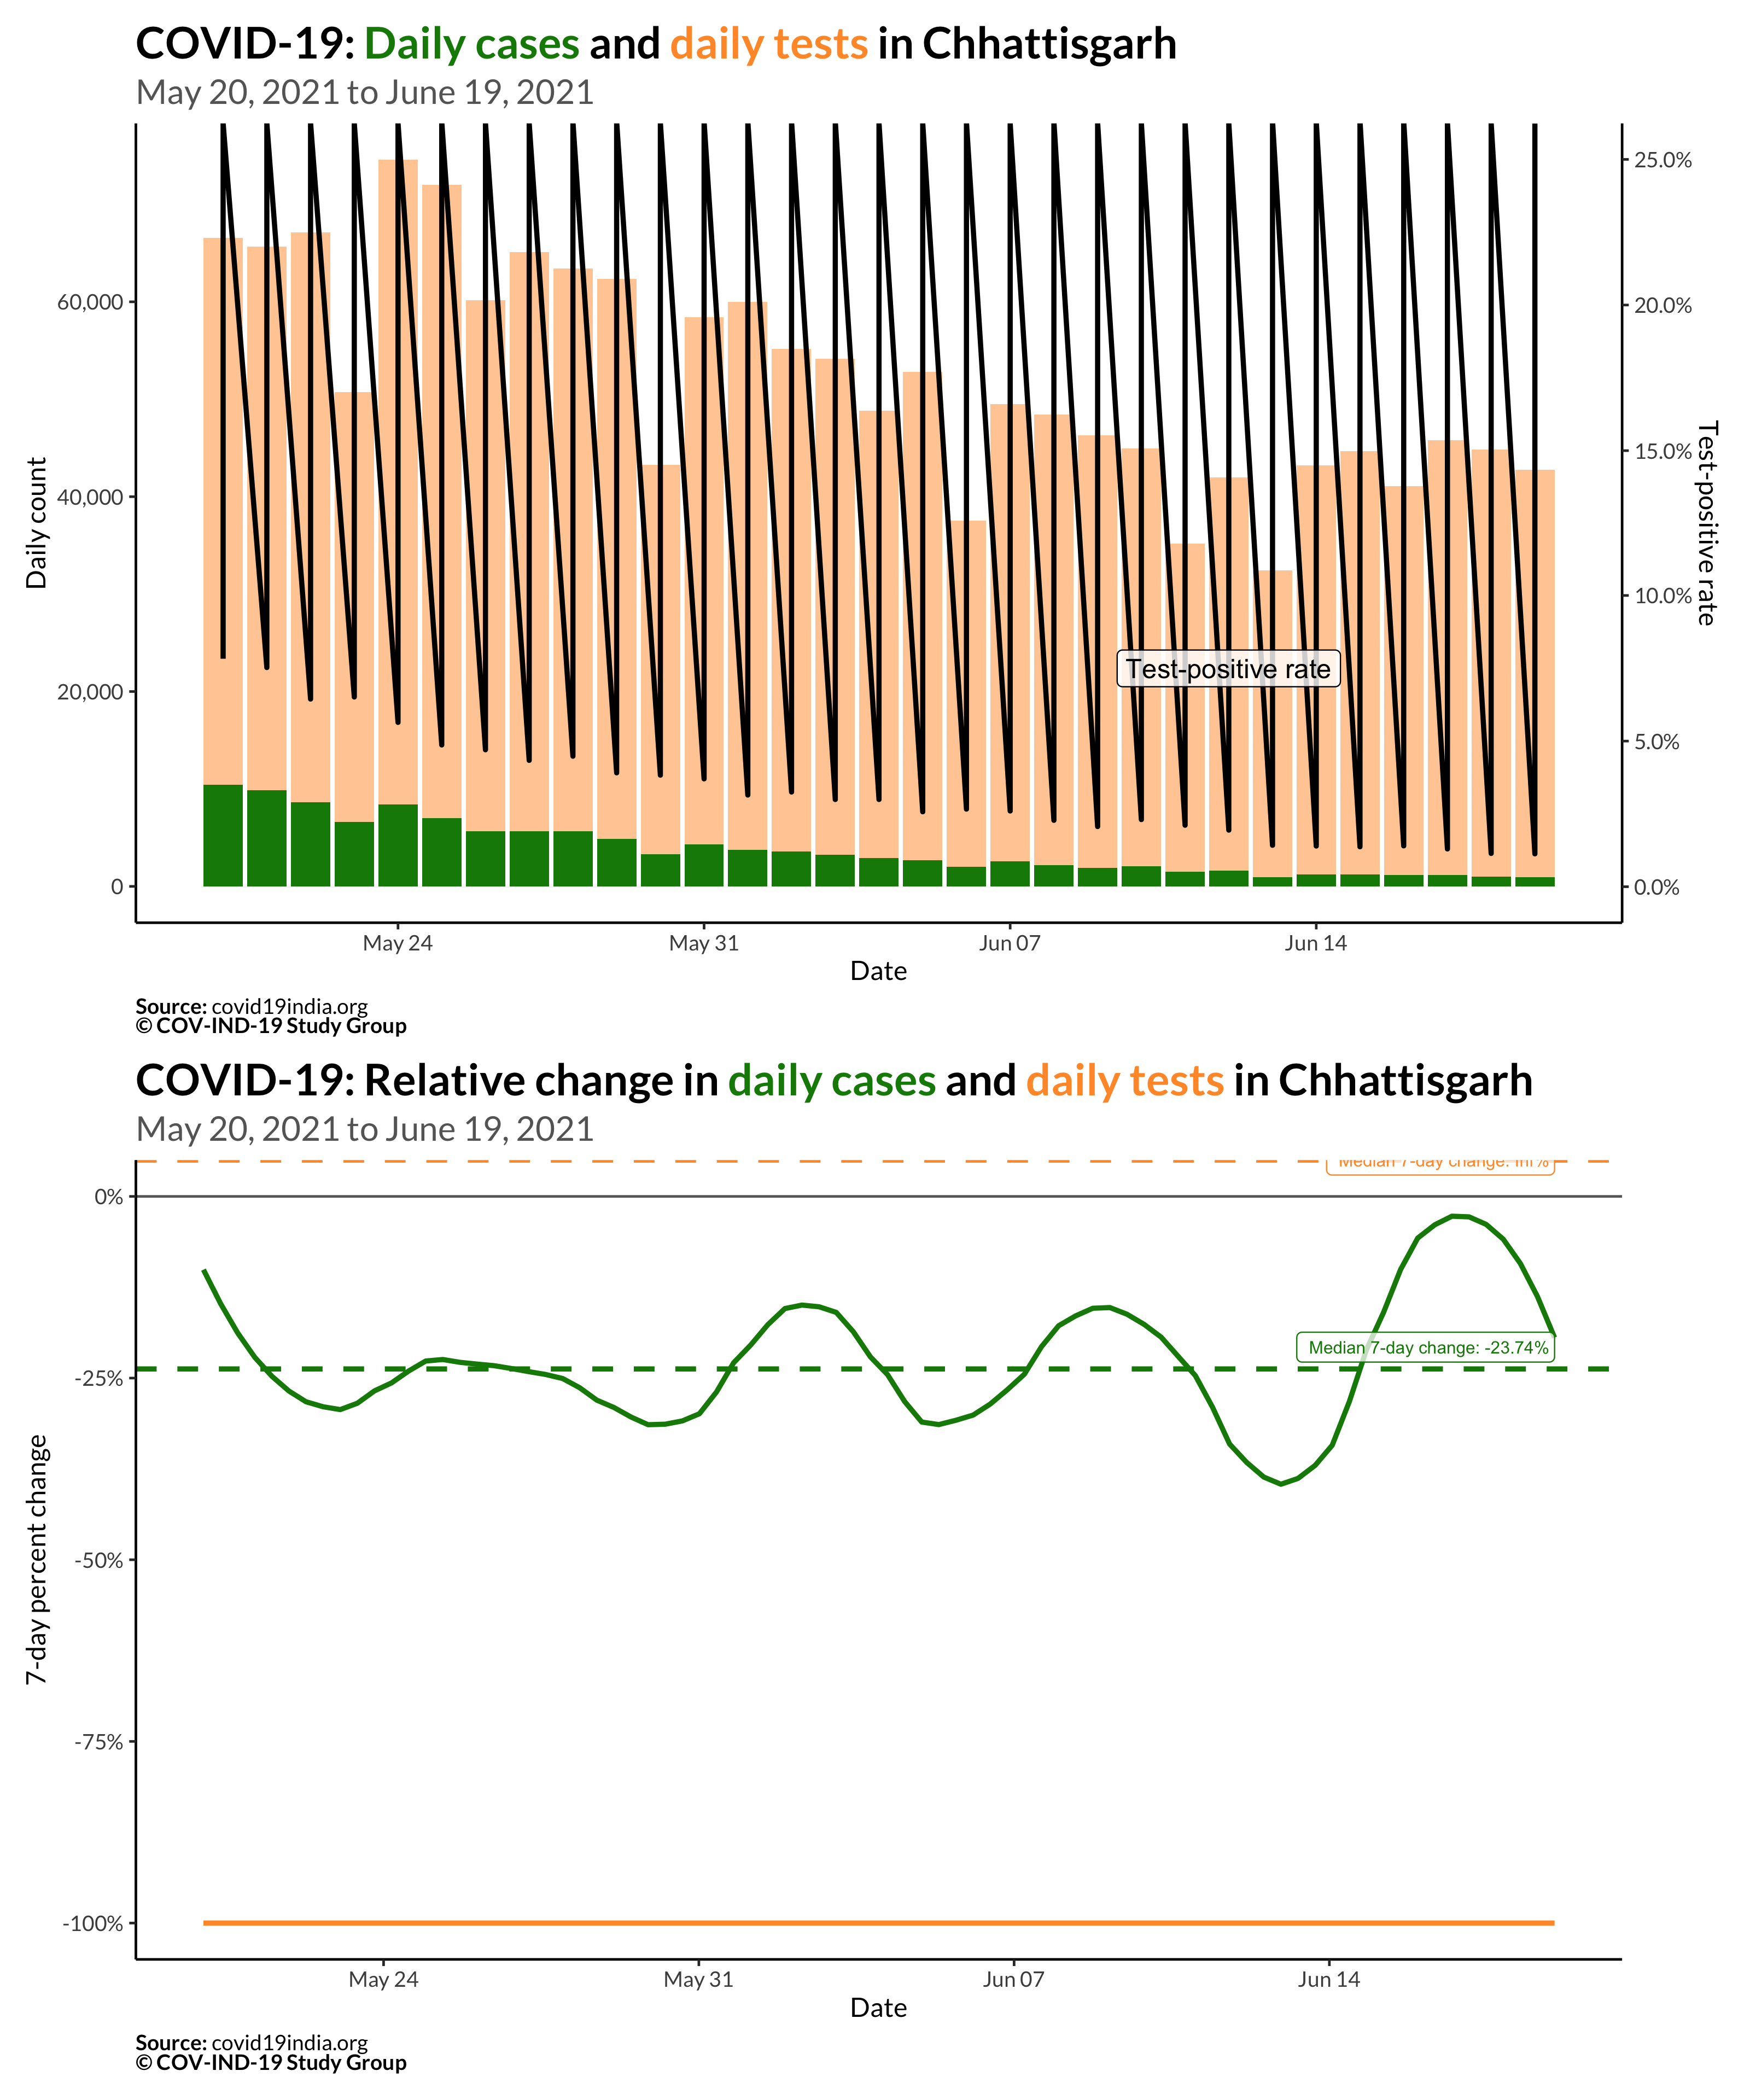 COVID-19: Daily cases and daily tests in Chhattisgarh
May 20, 2021 to June 19, 2021
60,000
40,000
20,000
0
Daily count
25.0%
20.0%
15.0%
10.0%
5.0%
0.0%
Test-positive rate
Test-positive rate
May 24
May 31
Jun 07
Jun 14
Date
Source: covid19india.org
© COV-IND-19 Study Group
COVID-19: Relative change in daily cases and daily tests in Chhattisgarh
May 20, 2021 to June 19, 2021
Median 7-day change: Inf%
0%
-25%
-50%
-75%
-100%
7-day percent change
Median 7-day change: -23.74%
May 24
May 31
Jun 07
Jun 14
Date
Source: covid19india.org
© COV-IND-19 Study Group